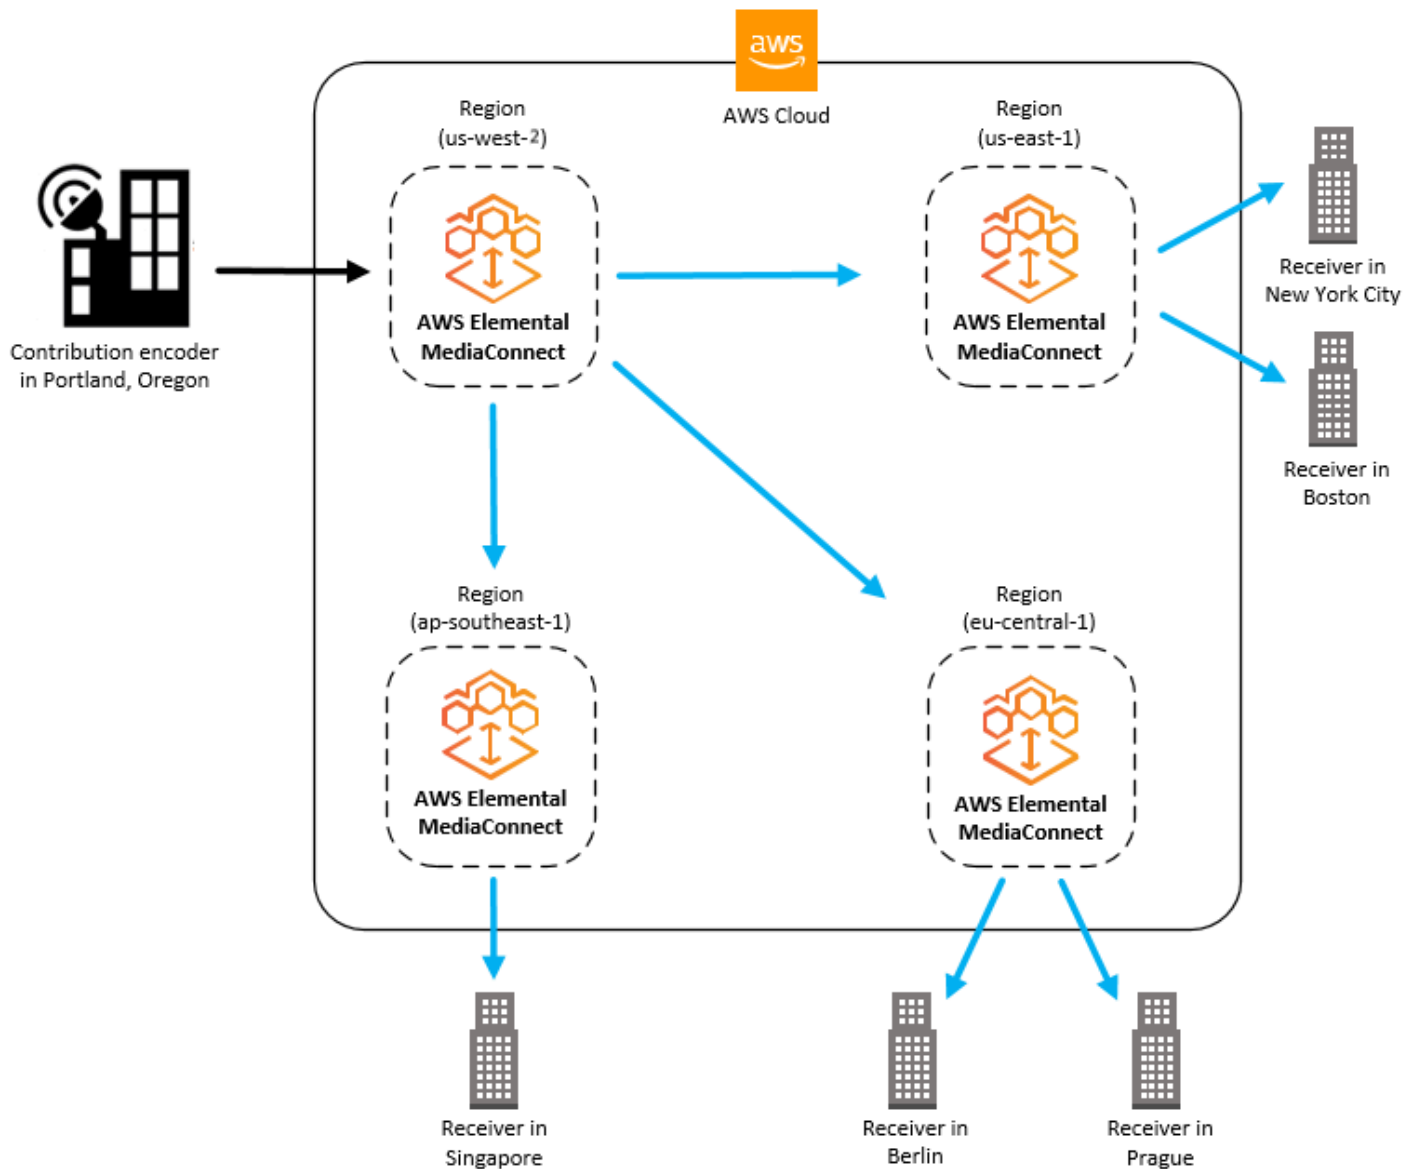 aws
AWS Cloud
Region
(us-west-2)
Region
(us-east-1)
AWS Elemental
MediaConnect
AWS Elemental
MediaConnect
Contribution encoder
in Portland, Oregon
Receiver in
New York City
Receiver in
Boston
Region
(ap-southeast-1)
Region
(eu-central-1)
AWS Elemental
MediaConnect
AWS Elemental
MediaConnect
Receiver in
Singapore
Receiver in
Berlin
Receiver in
Prague